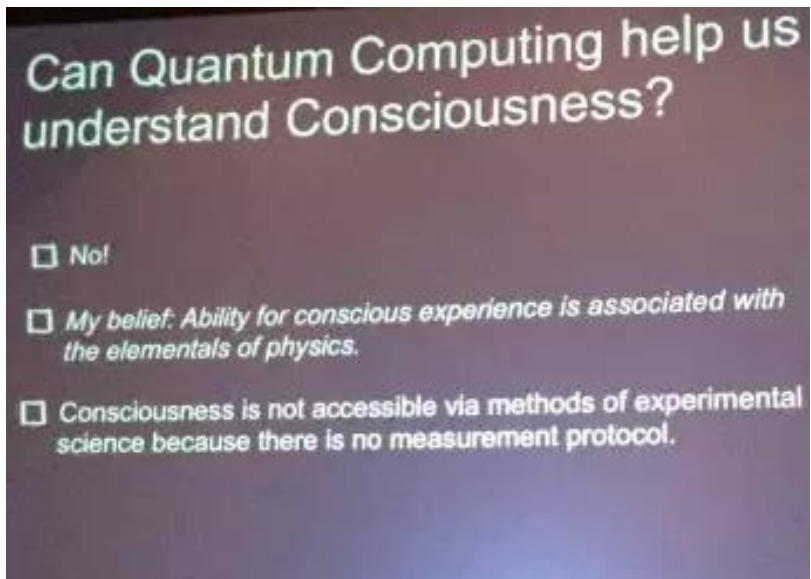 Can Quantum Computing help us
understand Consciousness?
No!
My belief: Ability for conscious experience is associated with
the elementals of physics.
Consciousness is not accessible via methods of experimental
science because there is no measurement protocol.